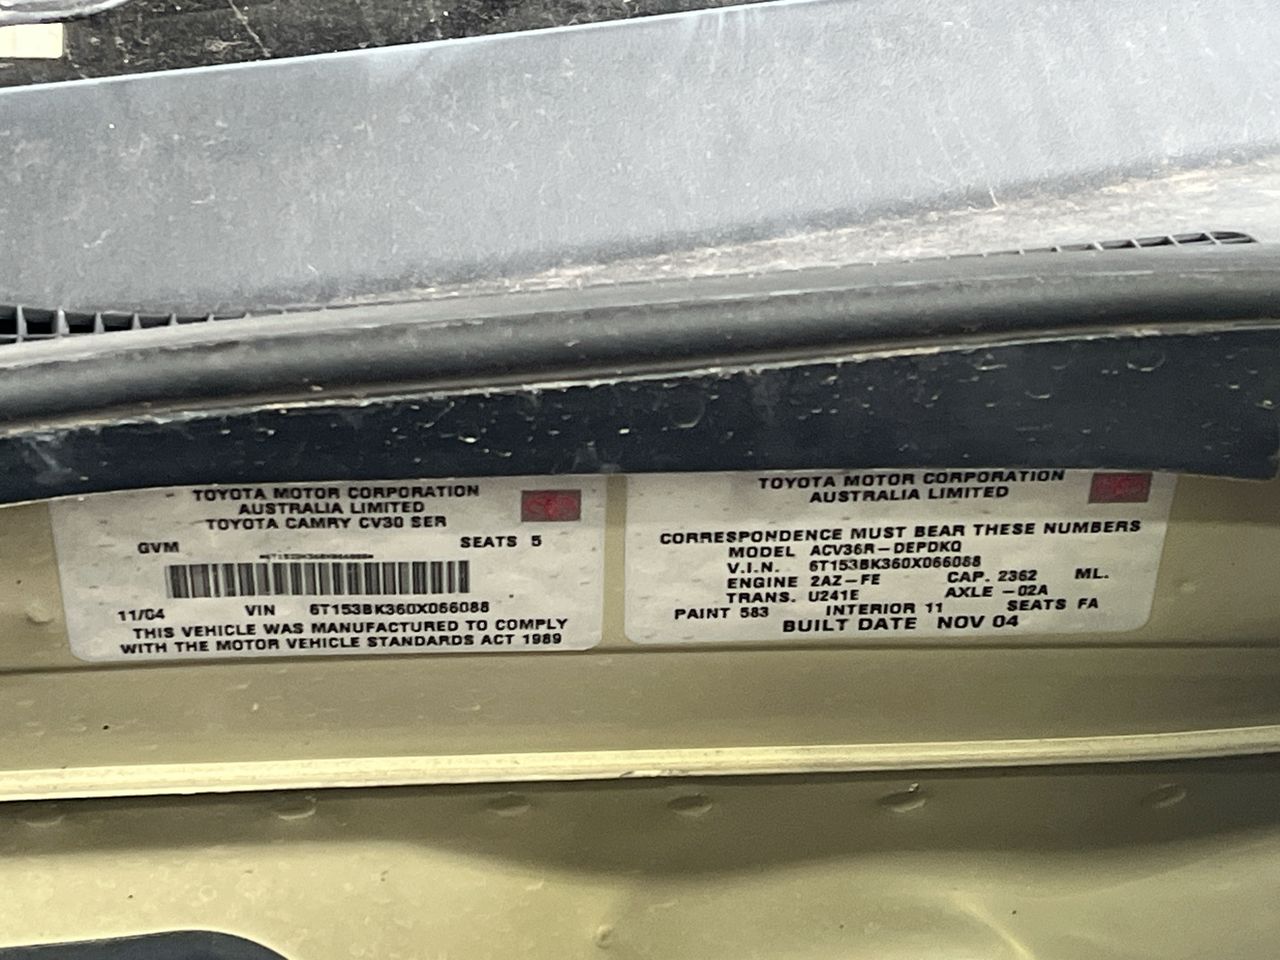 TOYOTA MOTOR CORPORATION
AUSTRALIA LIMITED
TOYOTA CAMRY CV30 SER
GVM SEATS 5
11/04 VIN 6T153BK360X066088
THIS VEHICLE WAS MANUFACTURED TO COMPLY
WITH THE MOTOR VEHICLE STANDARDS ACT 1989
TOYOTA MOTOR CORPORATION
AUSTRALIA LIMITED
CORRESPONDENCE MUST BEAR THESE NUMBERS
MODEL ACV36R-DEPDKQ
V.I.N. 6T153BK360X066088
ENGINE 2AZ-FE CAP. 2362 ML.
TRANS. U241E AXLE -02A
PAINT 583 INTERIOR 11 SEATS FA
BUILT DATE NOV 04